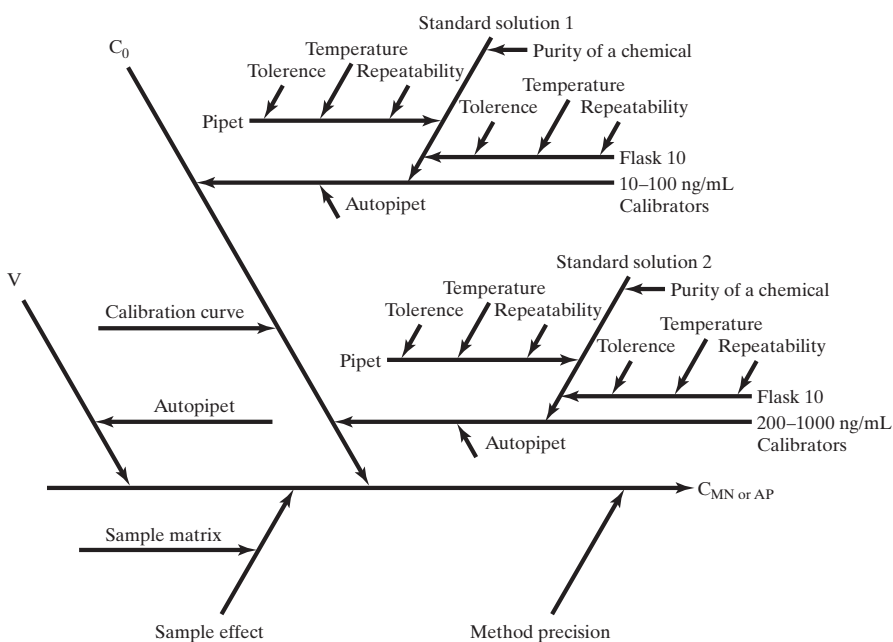 Standard solution 1
C0
Purity of a chemical
Temperature
Tolerence
Repeatability
Temperature
Tolerence
Repeatability
Pipet
Flask 10
10–100 ng/mL
Calibrators
Autopipet
Standard solution 2
V
Purity of a chemical
Temperature
Tolerence
Repeatability
Calibration curve
Temperature
Tolerence
Repeatability
Pipet
Flask 10
Autopipet
200–1000 ng/mL
Calibrators
Autopipet
CMN or AP
Sample matrix
Sample effect
Method precision